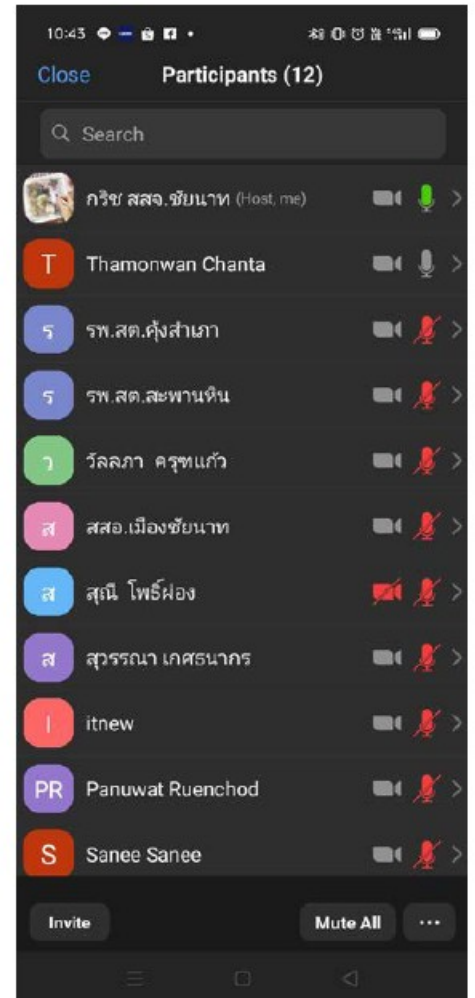 10:43
Close Participants (12)
Search
กริช สสจ.ชัยนาท (Host, me)
T Thamonwan Chanta
ร รพ.สต.คุ้งสำเภา
ร รพ.สต.สะพานหิน
ว วัลลภา ครุฑแก้ว
ส สสอ.เมืองชัยนาท
ส สุณี โพธิ์ฝอง
ส สุวรรณา เกศธนากร
I itnew
PR Panuwat Ruenchod
S Sanee Sanee
Invite Mute All